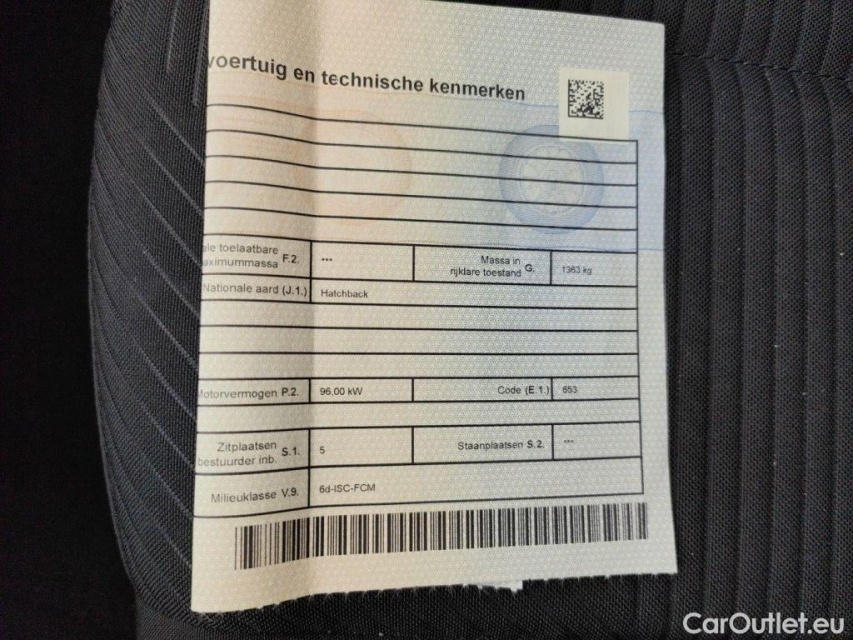 voertuig en technische kenmerken
toelaatbare
F.2.
---
Massa in
rijklare toestand G.
1363 kg
Nationale aard (J.1.)
Hatchback
Motorvermogen P.2.
96,00 kW
Code (E.1.)
653
Zitplaatsen
bestuurder inb. S.1.
5
Staanplaatsen S.2.
---
Milieuklasse V.9.
6d-ISC-FCM
CarOutlet.eu